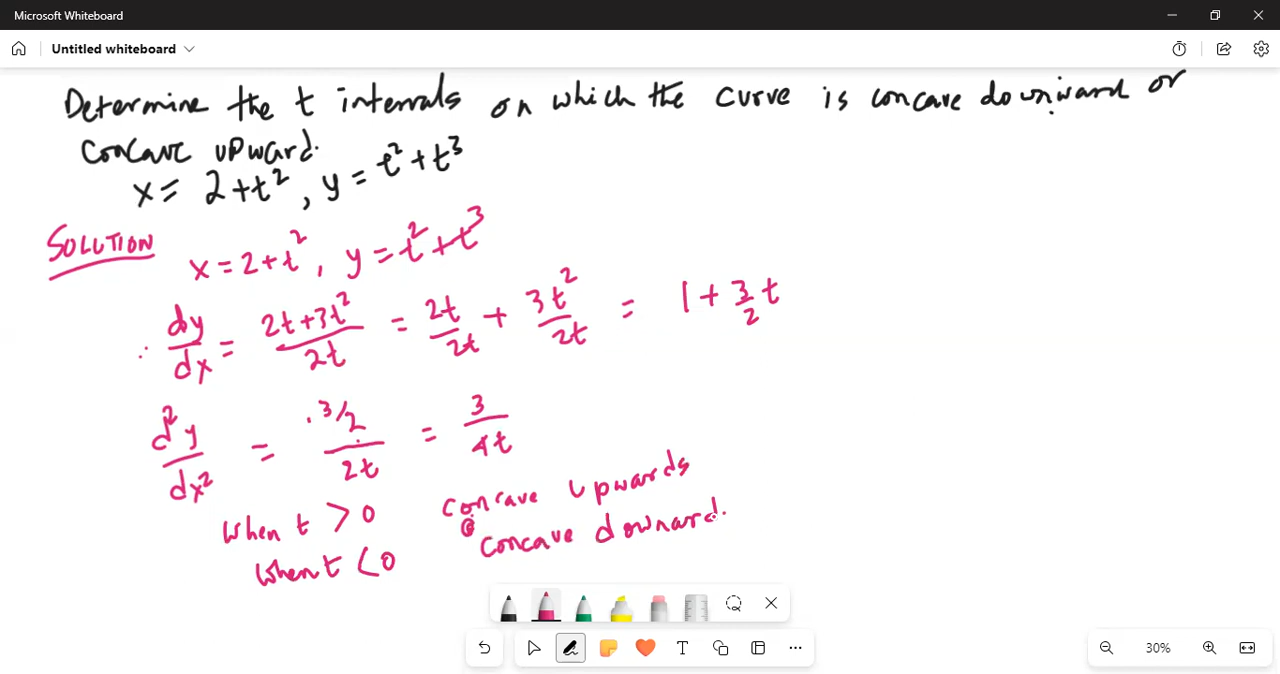 Microsoft Whiteboard
Untitled whiteboard
Determine the t intervals on which the curve is concave downward or
concave upward.
x = 2+t², y = t²+t³
SOLUTION
x = 2+t², y = t²+t³
∴ dy/dx = (2t+3t²)/2t = 2t/2t + 3t²/2t = 1 + 3/2 t
d²y/dx² = (3/2)/2t = 3/4t
when t > 0 concave upwards
when t < 0 concave downard.
30%